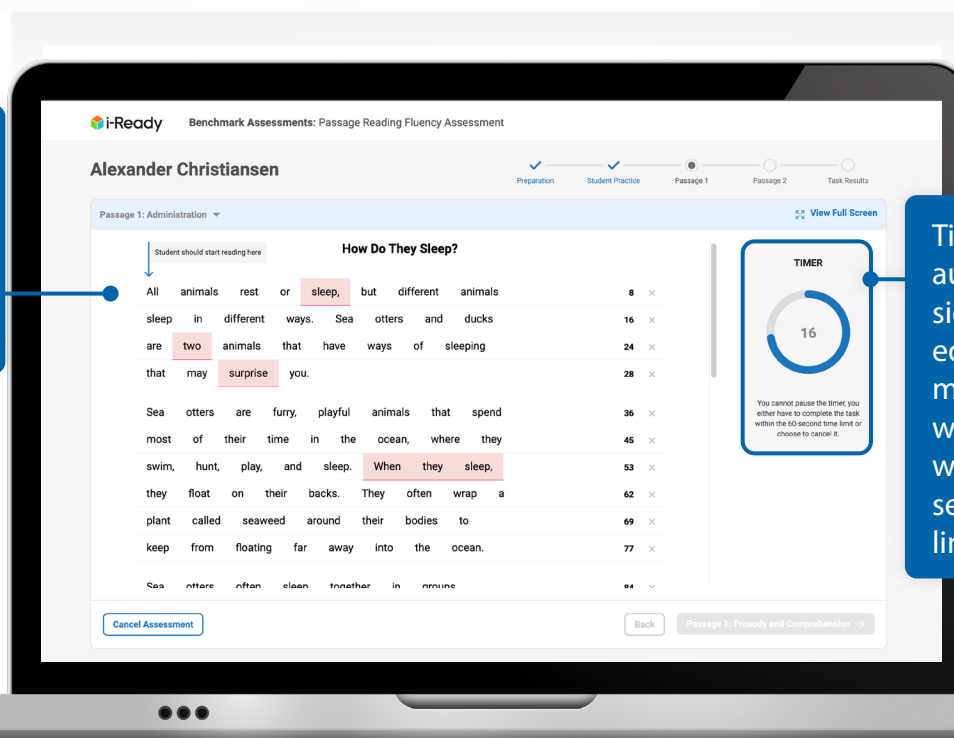 i-Ready Benchmark Assessments: Passage Reading Fluency Assessment
Alexander Christiansen
Preparation Student Practice Passage 1 Passage 2 Task Results
Passage 1: Administration View Full Screen
Student should start reading here
How Do They Sleep?
All animals rest or sleep, but different animals 8 ×
sleep in different ways. Sea otters and ducks 16 ×
are two animals that have ways of sleeping 24 ×
that may surprise you. 28 ×
Sea otters are furry, playful animals that spend 36 ×
most of their time in the ocean, where they 45 ×
swim, hunt, play, and sleep. When they sleep, 53 ×
they float on their backs. They often wrap a 62 ×
plant called seaweed around their bodies to 69 ×
keep from floating far away into the ocean. 77 ×
Sea otters often sleep together in groups 84 ×
TIMER
16
You cannot pause the timer, you
either have to complete the task
within the 60-second time limit or
choose to cancel it.
Cancel Assessment
Back
Passage 1: Prosody and Comprehension →